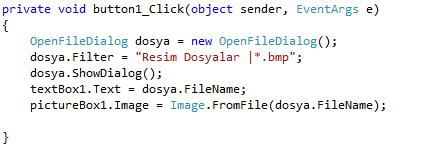 private void button1_Click(object sender, EventArgs e)
{
OpenFileDialog dosya = new OpenFileDialog();
dosya.Filter = "Resim Dosyalar |*.bmp";
dosya.ShowDialog();
textBox1.Text = dosya.FileName;
pictureBox1.Image = Image.FromFile(dosya.FileName);
}